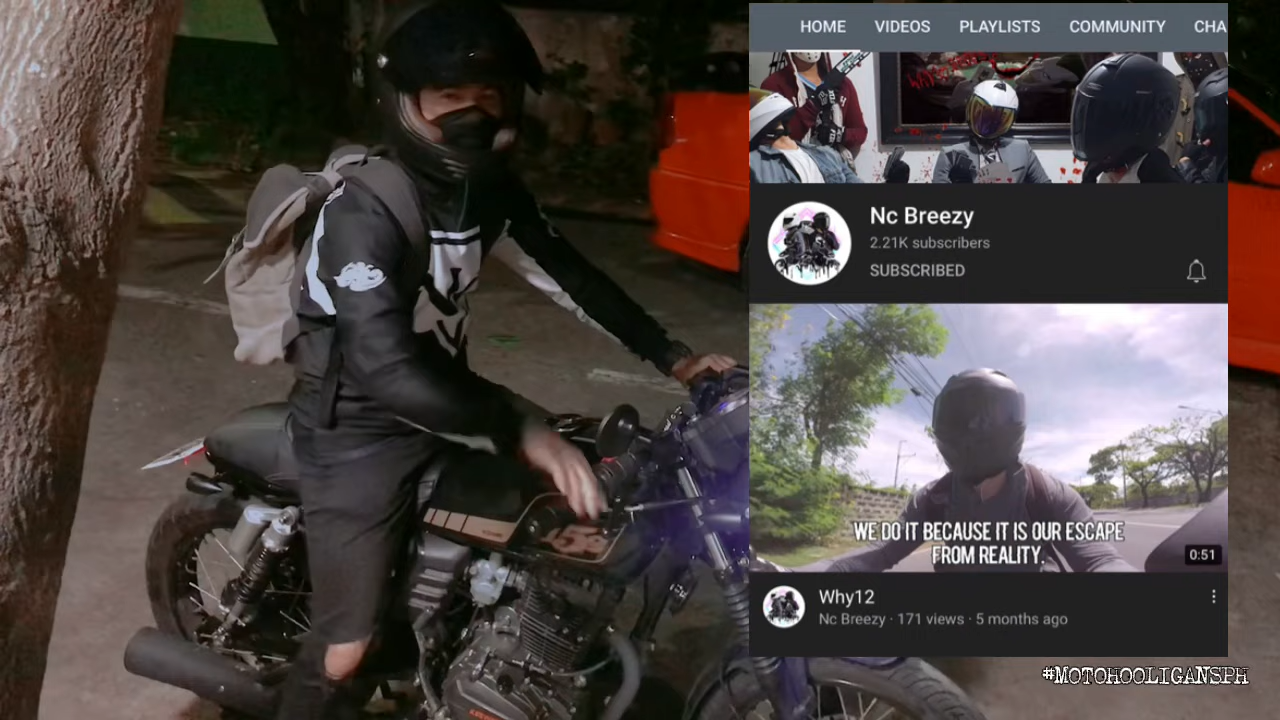 HOME VIDEOS PLAYLISTS COMMUNITY CHA
Nc Breezy
2.21K subscribers
SUBSCRIBED
WE DO IT BECAUSE IT IS OUR ESCAPE
FROM REALITY.
0:51
Why12
Nc Breezy · 171 views · 5 months ago
#MOTOHOOLIGANSPH